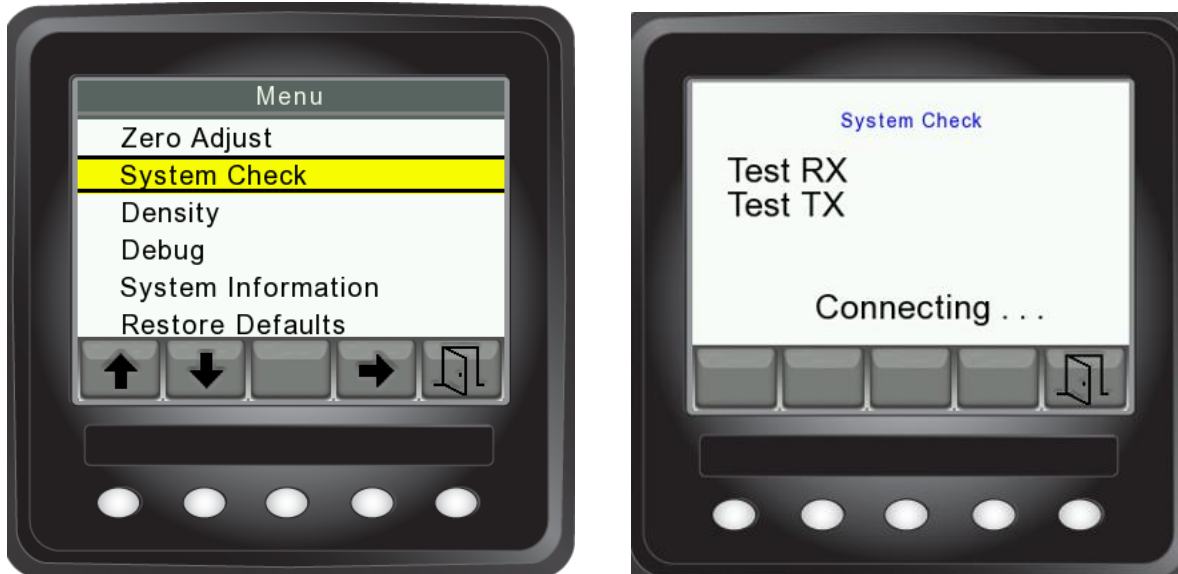 Menu
Zero Adjust
System Check
Density
Debug
System Information
Restore Defaults
System Check
Test RX
Test TX
Connecting . . .